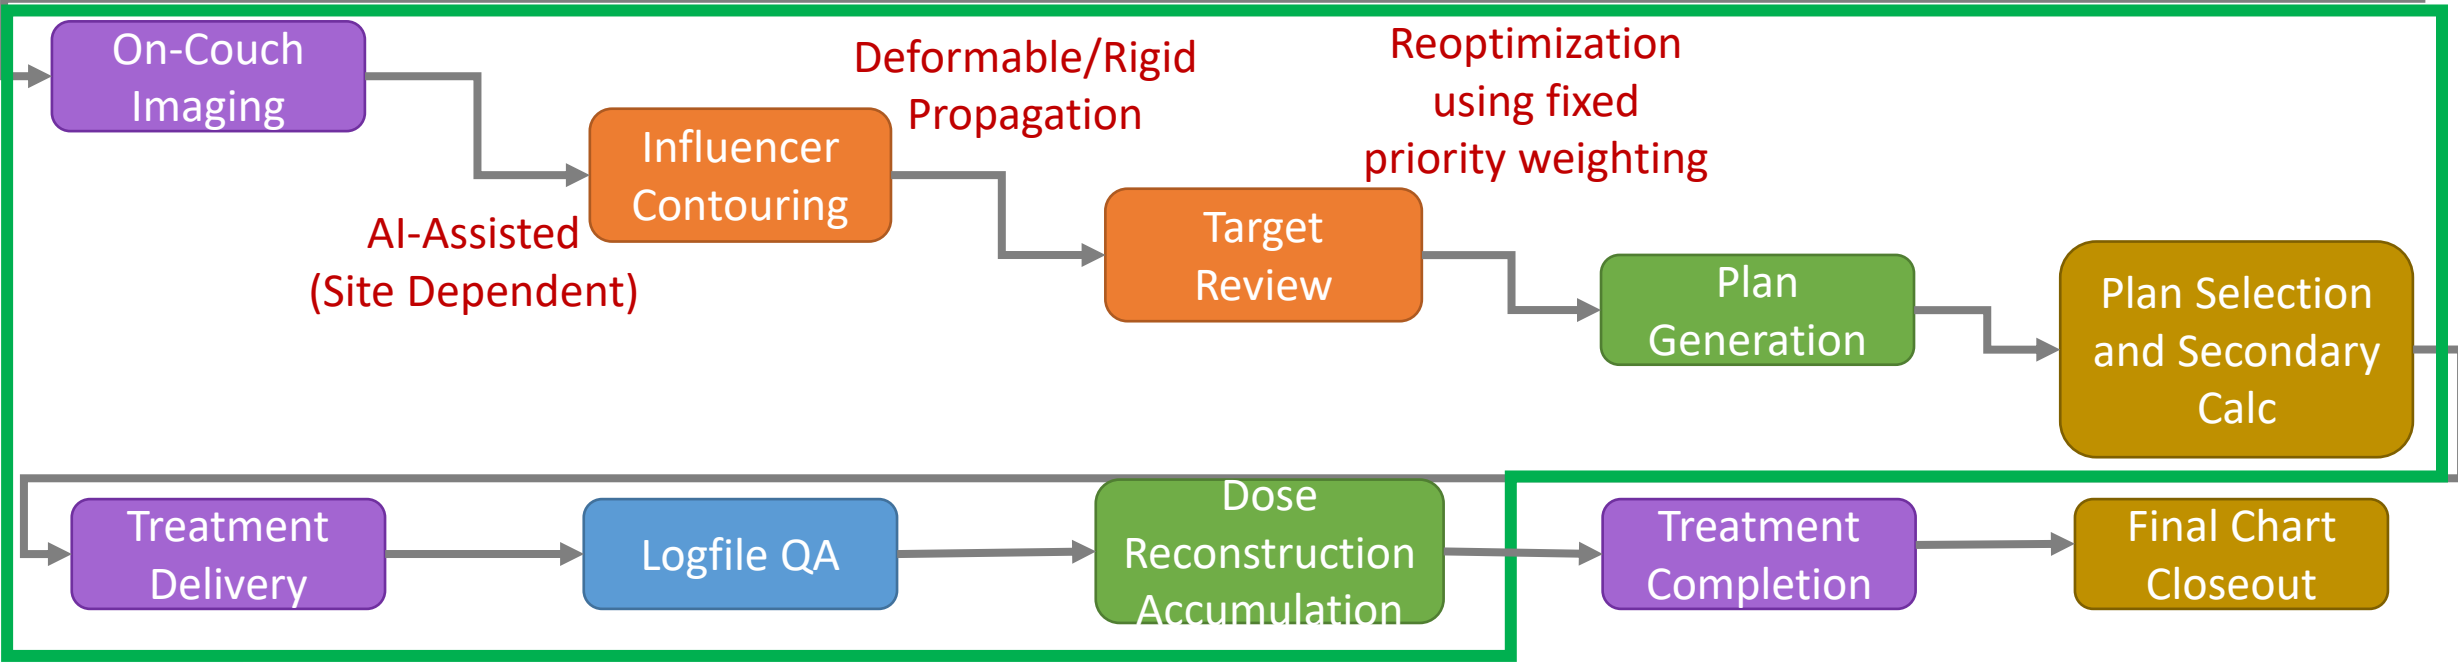 On-Couch
Imaging
AI-Assisted
(Site Dependent)
Influencer
Contouring
Deformable/Rigid
Propagation
Target
Review
Reoptimization
using fixed
priority weighting
Plan
Generation
Plan Selection
and Secondary
Calc
Treatment
Delivery
Logfile QA
Dose
Reconstruction
Accumulation
Treatment
Completion
Final Chart
Closeout